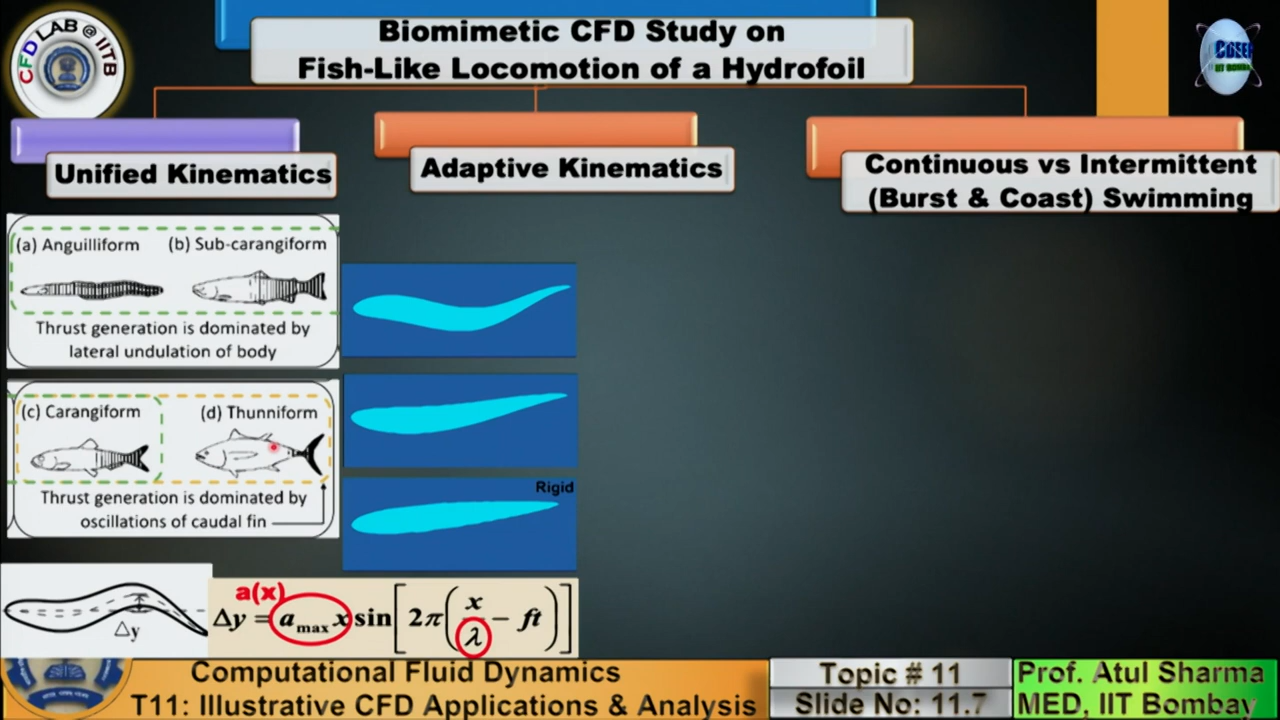 CFD LAB @ IITB
Biomimetic CFD Study on
Fish-Like Locomotion of a Hydrofoil
Unified Kinematics
Adaptive Kinematics
Continuous vs Intermittent
(Burst & Coast) Swimming
(a) Anguilliform (b) Sub-carangiform
Thrust generation is dominated by
lateral undulation of body
(c) Carangiform (d) Thunniform
Thrust generation is dominated by
oscillations of caudal fin
Rigid
Δy
a(x)
Δy = a_max x sin[2π(x/λ − ft)]
Computational Fluid Dynamics
T11: Illustrative CFD Applications & Analysis
Topic # 11
Slide No: 11.7
Prof. Atul Sharma
MED, IIT Bombay